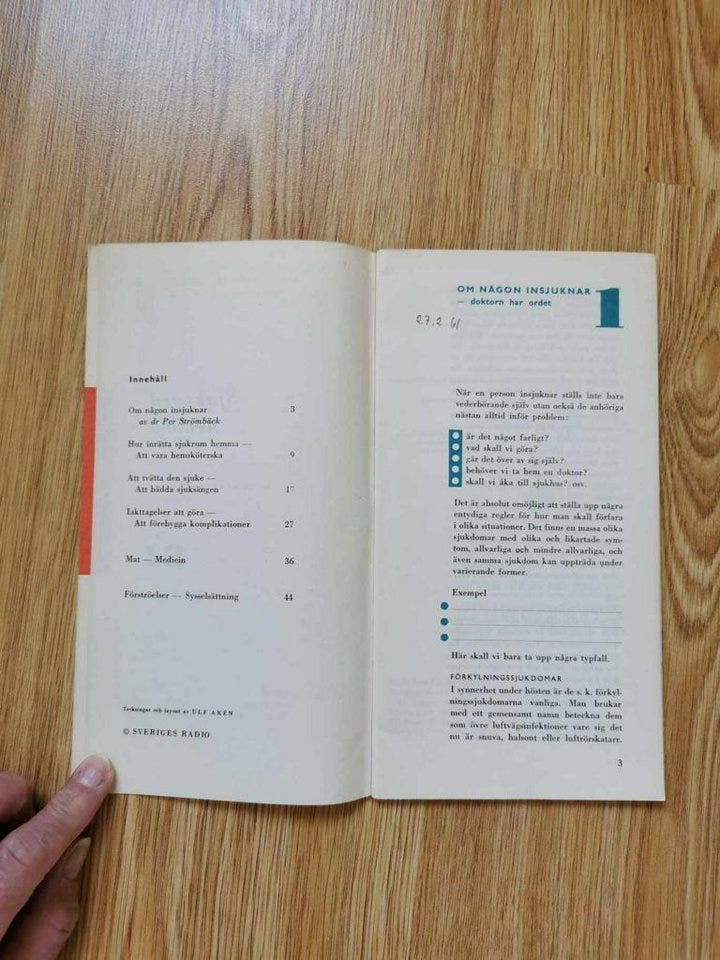 Innehåll
Om någon insjuknar 3
av dr Per Strömbäck
Hur inrätta sjukrum hemma —
Att vara hemsköterska 9
Att tvätta den sjuke —
Att bädda sjuksängen 17
Iakttagelser att göra —
Att förebygga komplikationer 27
Mat — Medicin 36
Förströelser — Sysselsättning 44
Teckningar och layout av ULF AXÉN
© SVERIGES RADIO
OM NÅGON INSJUKNAR 1
— doktorn har ordet
27.2.61
När en person insjuknar ställs inte bara
vederbörande själv utan också de anhöriga
nästan alltid inför problem:
är det något farligt?
vad skall vi göra?
går det över av sig själv?
behöver vi ta hem en doktor?
skall vi åka till sjukhus? osv.
Det är absolut omöjligt att ställa upp några
entydiga regler för hur man skall förfara
i olika situationer. Det finns en massa olika
sjukdomar med olika och likartade sym-
tom, allvarliga och mindre allvarliga, och
även samma sjukdom kan uppträda under
varierande former.
Exempel
Här skall vi bara ta upp några typfall.
FÖRKYLNINGSSJUKDOMAR
I synnerhet under hösten är de s. k. förkyl-
ningssjukdomarna vanliga. Man brukar
med ett gemensamt namn beteckna dem
som övre luftvägsinfektioner vare sig det
nu är snuva, halsont eller luftrörskatarr.
3